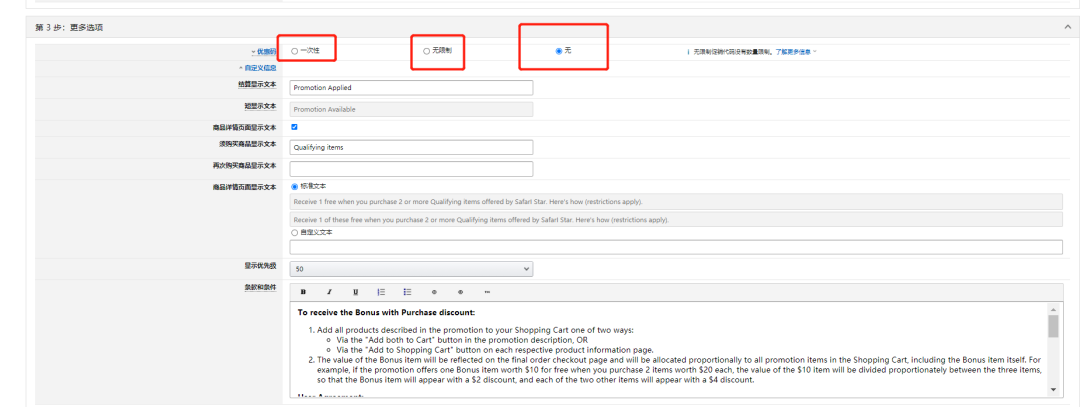 第 3 步：更多选项
优惠码
一次性
无限制
无
无限制促销代码没有数量限制。了解更多信息
自定义信息
结算显示文本
Promotion Applied
短显示文本
Promotion Available
商品详情页面显示文本
须购买商品显示文本
Qualifying items
再次购买商品显示文本
商品详情页面显示文本
标准文本
Receive 1 free when you purchase 2 or more Qualifying items offered by Safari Star. Here's how (restrictions apply).
Receive 1 of these free when you purchase 2 or more Qualifying items offered by Safari Star. Here's how (restrictions apply).
自定义文本
显示优先级
50
条款和条件
B I U
To receive the Bonus with Purchase discount:
1. Add all products described in the promotion to your Shopping Cart one of two ways:
Via the "Add both to Cart" button in the promotion description, OR
Via the "Add to Shopping Cart" button on each respective product information page.
2. The value of the Bonus item will be reflected on the final order checkout page and will be allocated proportionally to all promotion items in the Shopping Cart, including the Bonus item itself. For
example, if the promotion offers one Bonus item worth $10 for free when you purchase 2 items worth $20 each, the value of the $10 item will be divided proportionately between the three items,
so that the Bonus item will appear with a $2 discount, and each of the two other items will appear with a $4 discount.